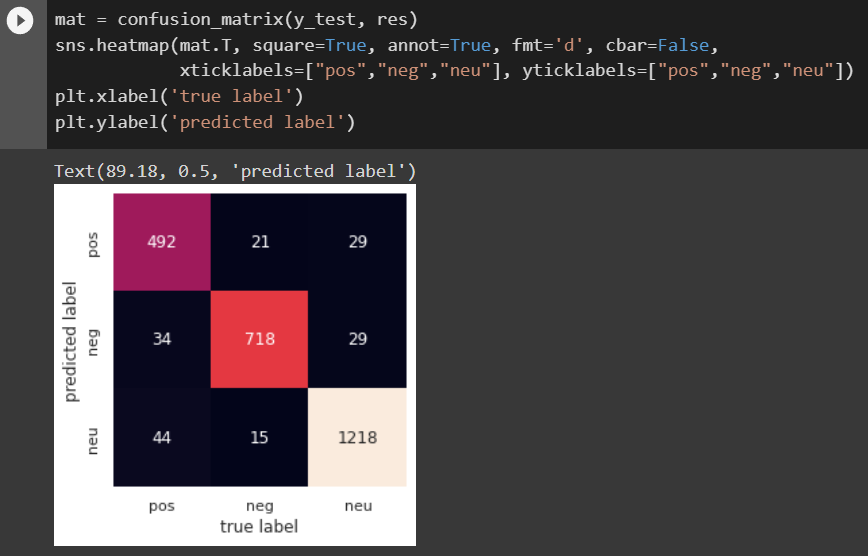 mat = confusion_matrix(y_test, res)
sns.heatmap(mat.T, square=True, annot=True, fmt='d', cbar=False,
            xticklabels=["pos","neg","neu"], yticklabels=["pos","neg","neu"])
plt.xlabel('true label')
plt.ylabel('predicted label')
Text(89.18, 0.5, 'predicted label')
predicted label
pos 492 21 29
neg 34 718 29
neu 44 15 1218
pos neg neu
true label